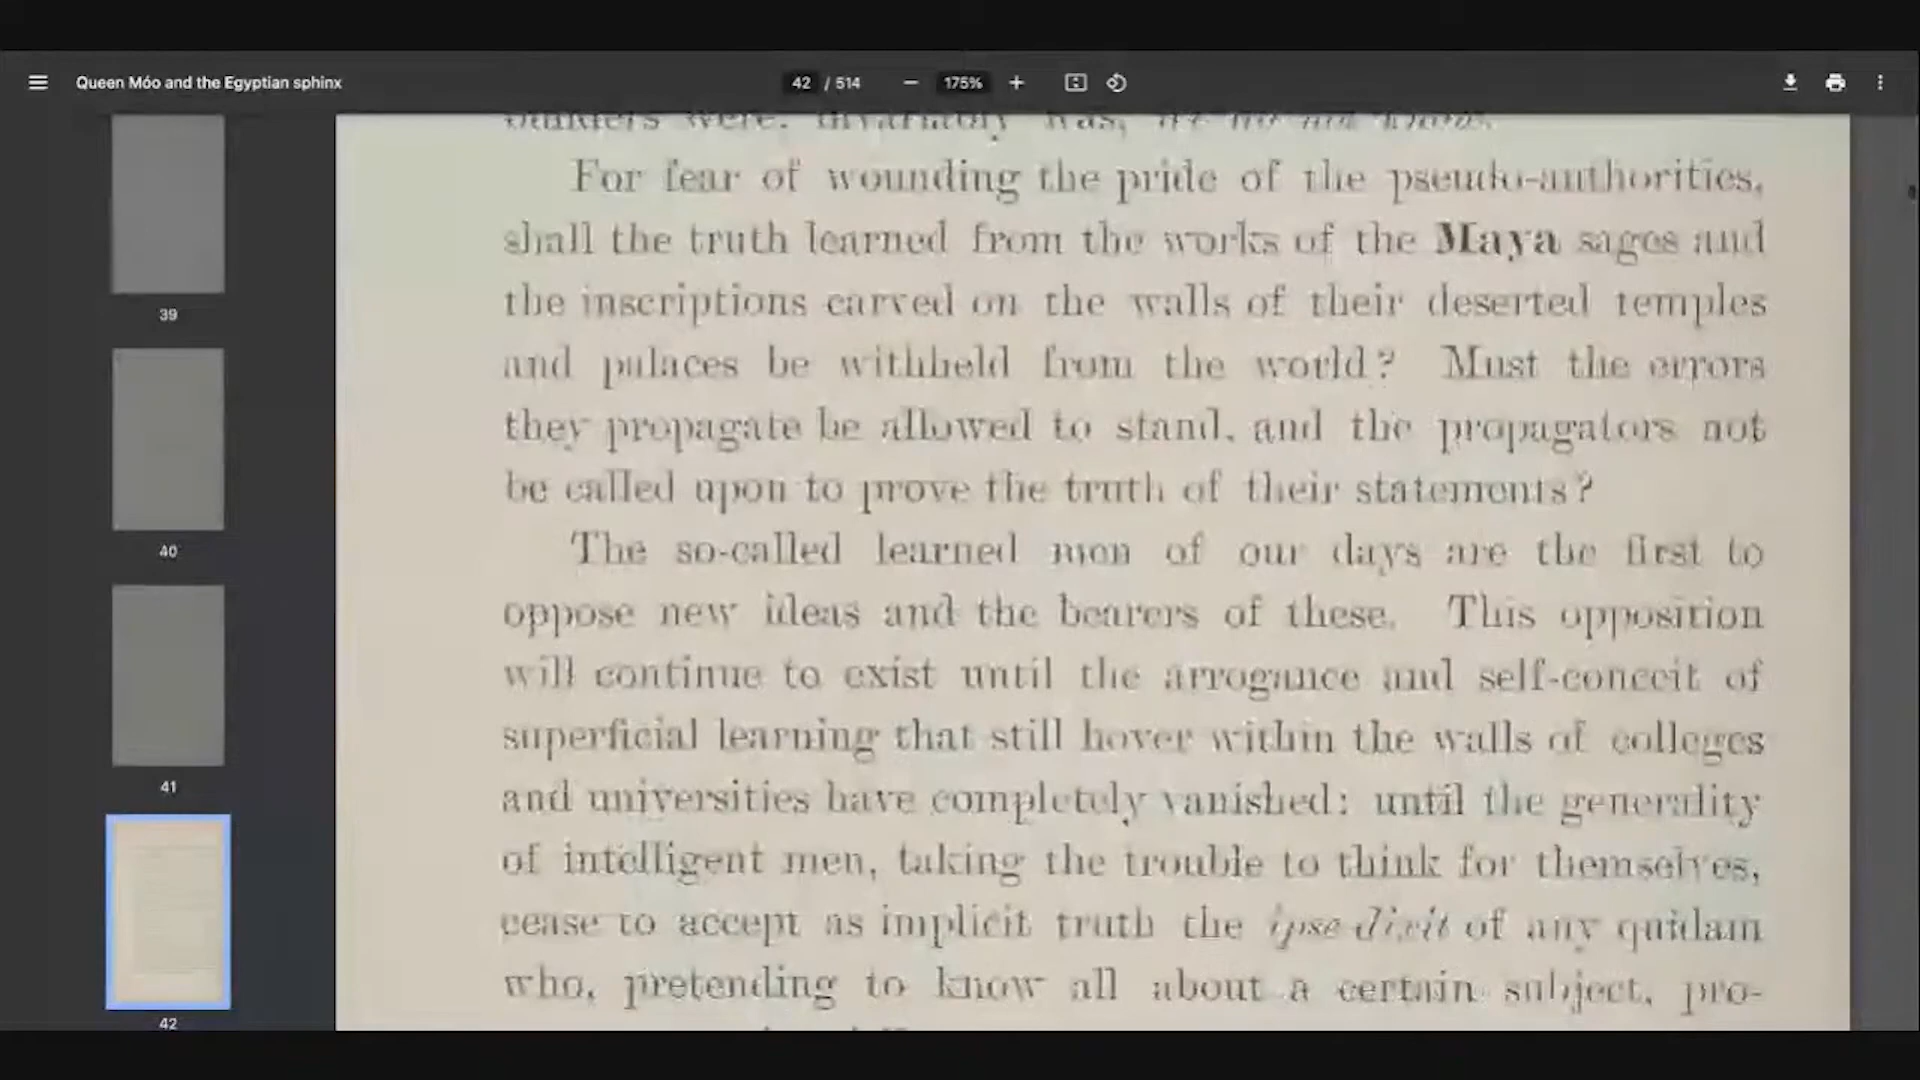 Queen Móo and the Egyptian sphinx
42 / 514
175%
39
40
41
42
were, invariably was, we do not know.
For fear of wounding the pride of the pseudo-authorities,
shall the truth learned from the works of the Maya sages and
the inscriptions carved on the walls of their deserted temples
and palaces be withheld from the world? Must the errors
they propagate be allowed to stand, and the propagators not
be called upon to prove the truth of their statements?
The so-called learned men of our days are the first to
oppose new ideas and the bearers of these. This opposition
will continue to exist until the arrogance and self-conceit of
superficial learning that still hover within the walls of colleges
and universities have completely vanished; until the generality
of intelligent men, taking the trouble to think for themselves,
cease to accept as implicit truth the ipse dixit of any quidam
who, pretending to know all about a certain subject, pro-